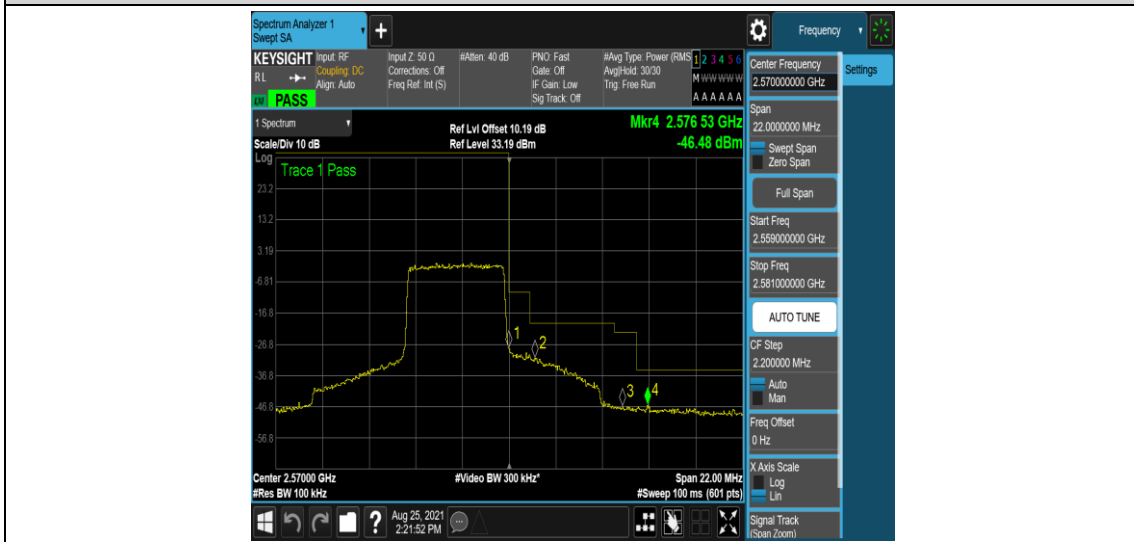 Spectrum Analyzer 1
Swept SA
+
Frequency
KEYSIGHT
RL
PASS
Input: RF
Coupling: DC
Align: Auto
Input Z: 50 Ω
Corrections: Off
Freq Ref: Int (S)
#Atten: 40 dB
PNO: Fast
Gate: Off
IF Gain: Low
Sig Track: Off
#Avg Type: Power (RMS
Avg|Hold: 30/30
Trig: Free Run
1 2 3 4 5 6
M W W W W W
A A A A A A
1 Spectrum
Scale/Div 10 dB
Ref Lvl Offset 10.19 dB
Ref Level 33.19 dBm
Mkr4 2.576 53 GHz
-46.48 dBm
Log
Trace 1 Pass
23.2
13.2
3.19
-6.81
-16.8
-26.8
-36.8
-46.8
-56.8
1
2
3
4
Center 2.57000 GHz
#Res BW 100 kHz
#Video BW 300 kHz*
Span 22.00 MHz
#Sweep 100 ms (601 pts)
Center Frequency
2.570000000 GHz
Settings
Span
22.0000000 MHz
Swept Span
Zero Span
Full Span
Start Freq
2.559000000 GHz
Stop Freq
2.581000000 GHz
AUTO TUNE
CF Step
2.200000 MHz
Auto
Man
Freq Offset
0 Hz
X Axis Scale
Log
Lin
Signal Track
(Span Zoom)
?
Aug 25, 2021
2:21:52 PM